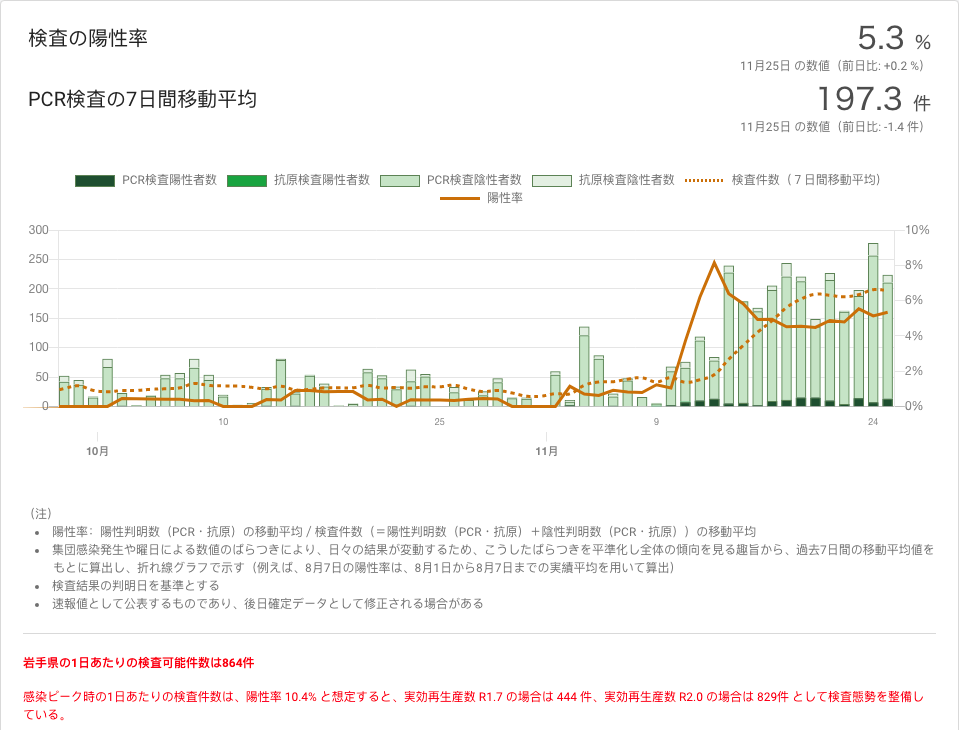 検査の陽性率
5.3 %
11月25日 の数値（前日比: +0.2 %）
PCR検査の7日間移動平均
197.3 件
11月25日 の数値（前日比: -1.4 件）
PCR検査陽性者数 抗原検査陽性者数 PCR検査陰性者数 抗原検査陰性者数 検査件数（７日間移動平均）
陽性率
300 10%
250 8%
200 6%
150 4%
100 2%
50 0%
0
10 25 9 24
10月 11月
（注）
陽性率：陽性判明数（PCR・抗原）の移動平均 / 検査件数（＝陽性判明数（PCR・抗原）＋陰性判明数（PCR・抗原））の移動平均
集団感染発生や曜日による数値のばらつきにより、日々の結果が変動するため、こうしたばらつきを平準化し全体の傾向を見る趣旨から、過去7日間の移動平均値を
もとに算出し、折れ線グラフで示す（例えば、8月7日の陽性率は、8月1日から8月7日までの実績平均を用いて算出）
検査結果の判明日を基準とする
速報値として公表するものであり、後日確定データとして修正される場合がある
岩手県の1日あたりの検査可能件数は864件
感染ピーク時の1日あたりの検査件数は、陽性率 10.4% と想定すると、実効再生産数 R1.7 の場合は 444 件、実効再生産数 R2.0 の場合は 829件 として検査態勢を整備し
ている。